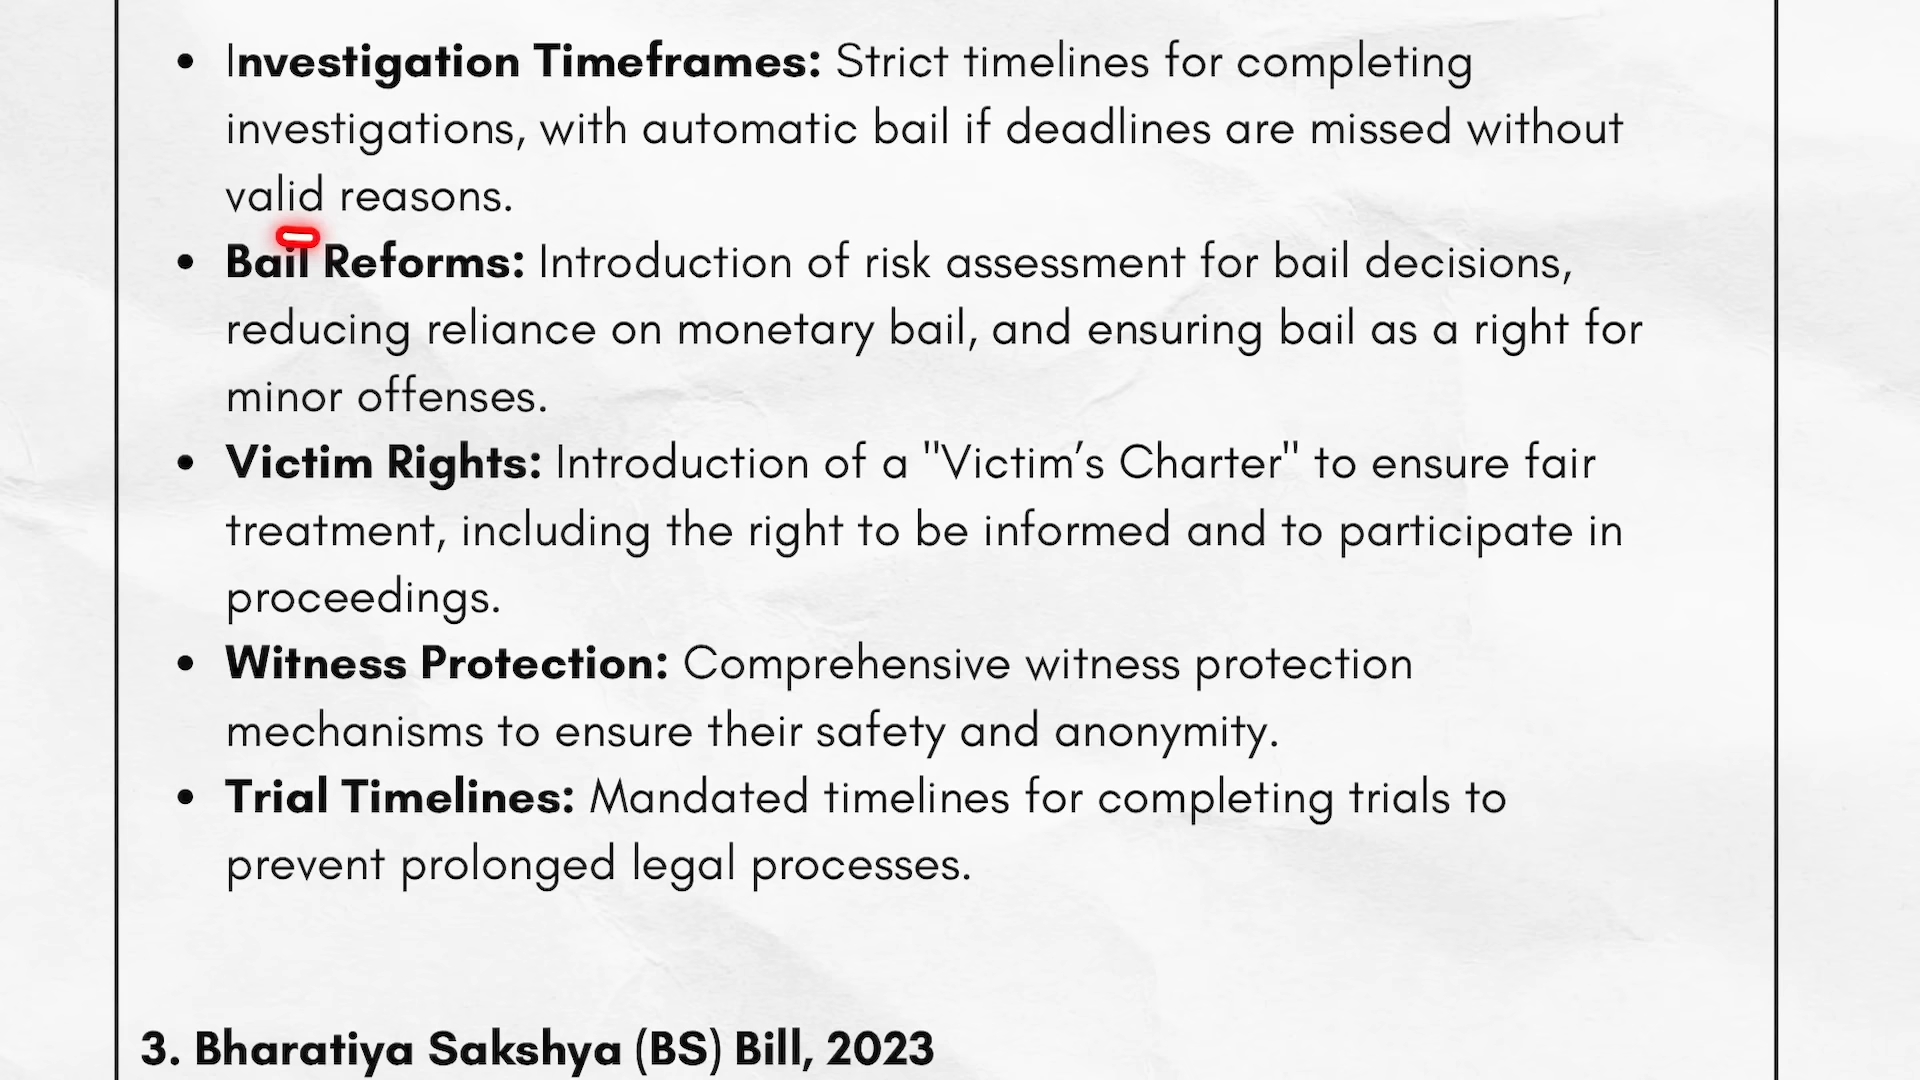 • Investigation Timeframes: Strict timelines for completing
investigations, with automatic bail if deadlines are missed without
valid reasons.
• Bail Reforms: Introduction of risk assessment for bail decisions,
reducing reliance on monetary bail, and ensuring bail as a right for
minor offenses.
• Victim Rights: Introduction of a "Victim’s Charter" to ensure fair
treatment, including the right to be informed and to participate in
proceedings.
• Witness Protection: Comprehensive witness protection
mechanisms to ensure their safety and anonymity.
• Trial Timelines: Mandated timelines for completing trials to
prevent prolonged legal processes.
3. Bharatiya Sakshya (BS) Bill, 2023